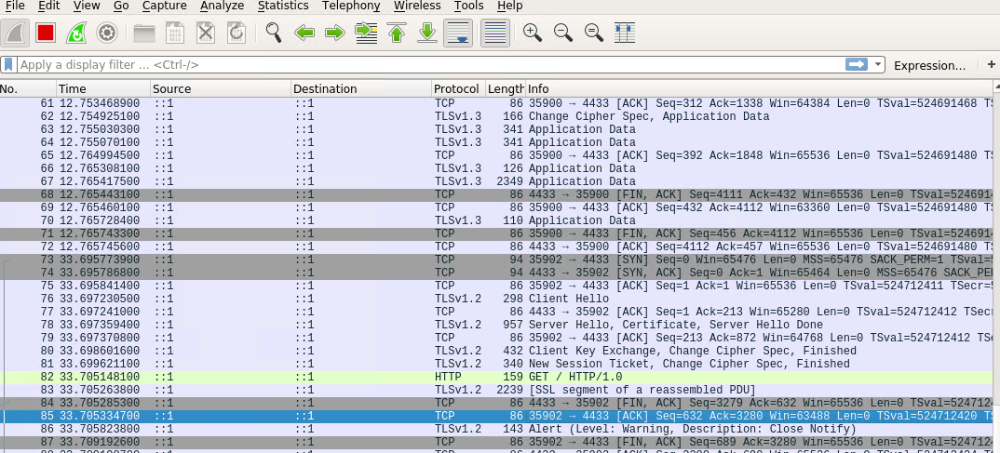 File Edit View Go Capture Analyze Statistics Telephony Wireless Tools Help
Apply a display filter ... <Ctrl-/> Expression... +
No. Time Source Destination Protocol Length Info
61 12.753468900 ::1 ::1 TCP 86 35900 → 4433 [ACK] Seq=312 Ack=1338 Win=64384 Len=0 TSval=524691468 TS
62 12.754925100 ::1 ::1 TLSv1.3 166 Change Cipher Spec, Application Data
63 12.755030300 ::1 ::1 TLSv1.3 341 Application Data
64 12.755070100 ::1 ::1 TLSv1.3 341 Application Data
65 12.764994500 ::1 ::1 TCP 86 35900 → 4433 [ACK] Seq=392 Ack=1848 Win=65536 Len=0 TSval=524691480 TS
66 12.765308100 ::1 ::1 TLSv1.3 126 Application Data
67 12.765417500 ::1 ::1 TLSv1.3 2349 Application Data
68 12.765443100 ::1 ::1 TCP 86 4433 → 35900 [FIN, ACK] Seq=4111 Ack=432 Win=65536 Len=0 TSval=524691
69 12.765460100 ::1 ::1 TCP 86 35900 → 4433 [ACK] Seq=432 Ack=4112 Win=63360 Len=0 TSval=524691480 TS
70 12.765728400 ::1 ::1 TLSv1.3 110 Application Data
71 12.765743300 ::1 ::1 TCP 86 35900 → 4433 [FIN, ACK] Seq=456 Ack=4112 Win=65536 Len=0 TSval=524691
72 12.765745600 ::1 ::1 TCP 86 4433 → 35900 [ACK] Seq=4112 Ack=457 Win=65536 Len=0 TSval=524691480 TS
73 33.695773900 ::1 ::1 TCP 94 35902 → 4433 [SYN] Seq=0 Win=65476 Len=0 MSS=65476 SACK_PERM=1 TSval=
74 33.695786800 ::1 ::1 TCP 94 4433 → 35902 [SYN, ACK] Seq=0 Ack=1 Win=65464 Len=0 MSS=65476 SACK_PE
75 33.695841400 ::1 ::1 TCP 86 35902 → 4433 [ACK] Seq=1 Ack=1 Win=65536 Len=0 TSval=524712411 TSecr=
76 33.697230500 ::1 ::1 TLSv1.2 298 Client Hello
77 33.697241000 ::1 ::1 TCP 86 4433 → 35902 [ACK] Seq=1 Ack=213 Win=65280 Len=0 TSval=524712412 TSec
78 33.697359400 ::1 ::1 TLSv1.2 957 Server Hello, Certificate, Server Hello Done
79 33.697370800 ::1 ::1 TCP 86 35902 → 4433 [ACK] Seq=213 Ack=872 Win=64768 Len=0 TSval=524712412 TS
80 33.698601600 ::1 ::1 TLSv1.2 432 Client Key Exchange, Change Cipher Spec, Finished
81 33.699621100 ::1 ::1 TLSv1.2 340 New Session Ticket, Change Cipher Spec, Finished
82 33.705148100 ::1 ::1 HTTP 159 GET / HTTP/1.0
83 33.705263800 ::1 ::1 TLSv1.2 2239 [SSL segment of a reassembled PDU]
84 33.705285300 ::1 ::1 TCP 86 4433 → 35902 [FIN, ACK] Seq=3279 Ack=632 Win=65536 Len=0 TSval=524712
85 33.705334700 ::1 ::1 TCP 86 35902 → 4433 [ACK] Seq=632 Ack=3280 Win=63488 Len=0 TSval=524712420 TS
86 33.705823800 ::1 ::1 TLSv1.2 143 Alert (Level: Warning, Description: Close Notify)
87 33.709192600 ::1 ::1 TCP 86 35902 → 4433 [FIN, ACK] Seq=689 Ack=3280 Win=65536 Len=0 TSval=524712